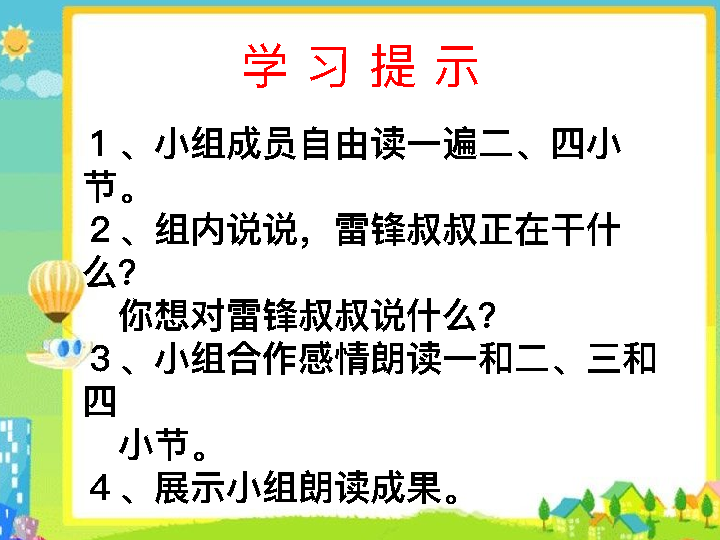 学 习 提 示
１、小组成员自由读一遍二、四小
节。
２、组内说说，雷锋叔叔正在干什
么？
你想对雷锋叔叔说什么？
３、小组合作感情朗读一和二、三和
四
小节。
４、展示小组朗读成果。